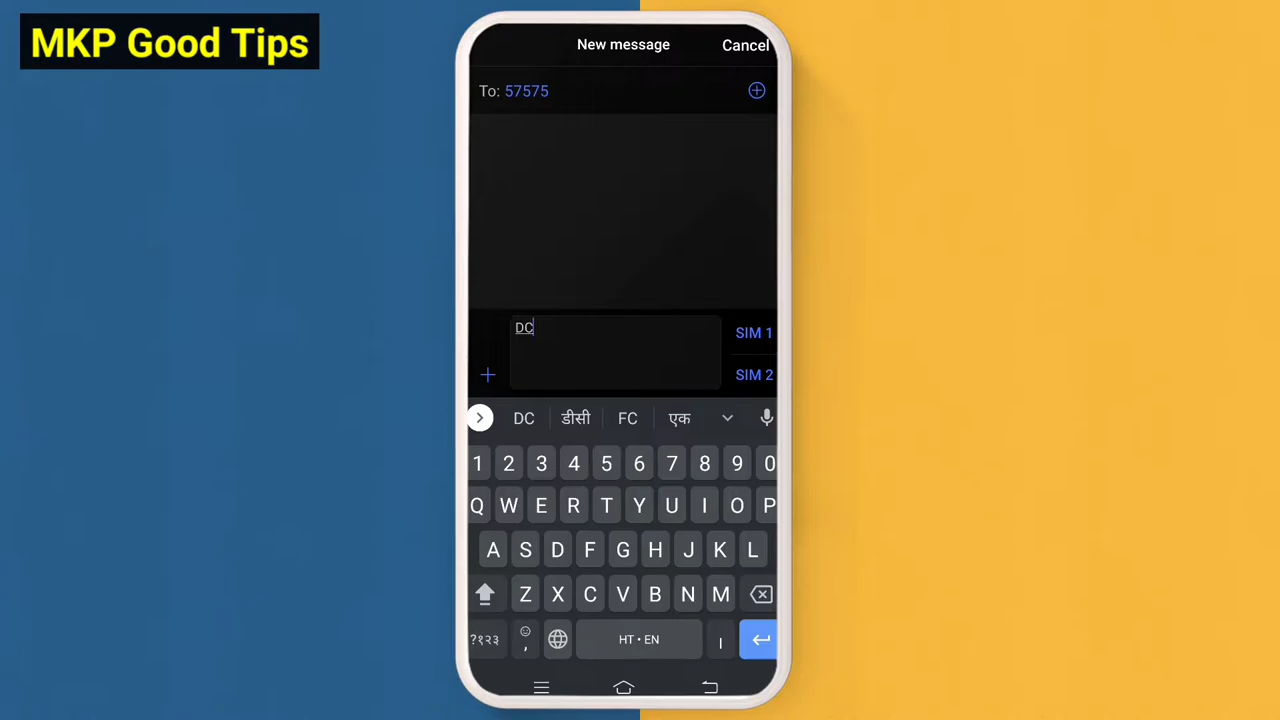 MKP Good Tips
New message Cancel
To: 57575
DC
SIM 1
SIM 2
DC डीसी FC एक
1 2 3 4 5 6 7 8 9 0
Q W E R T Y U I O P
A S D F G H J K L
Z X C V B N M
?१२३ , HT • EN ।